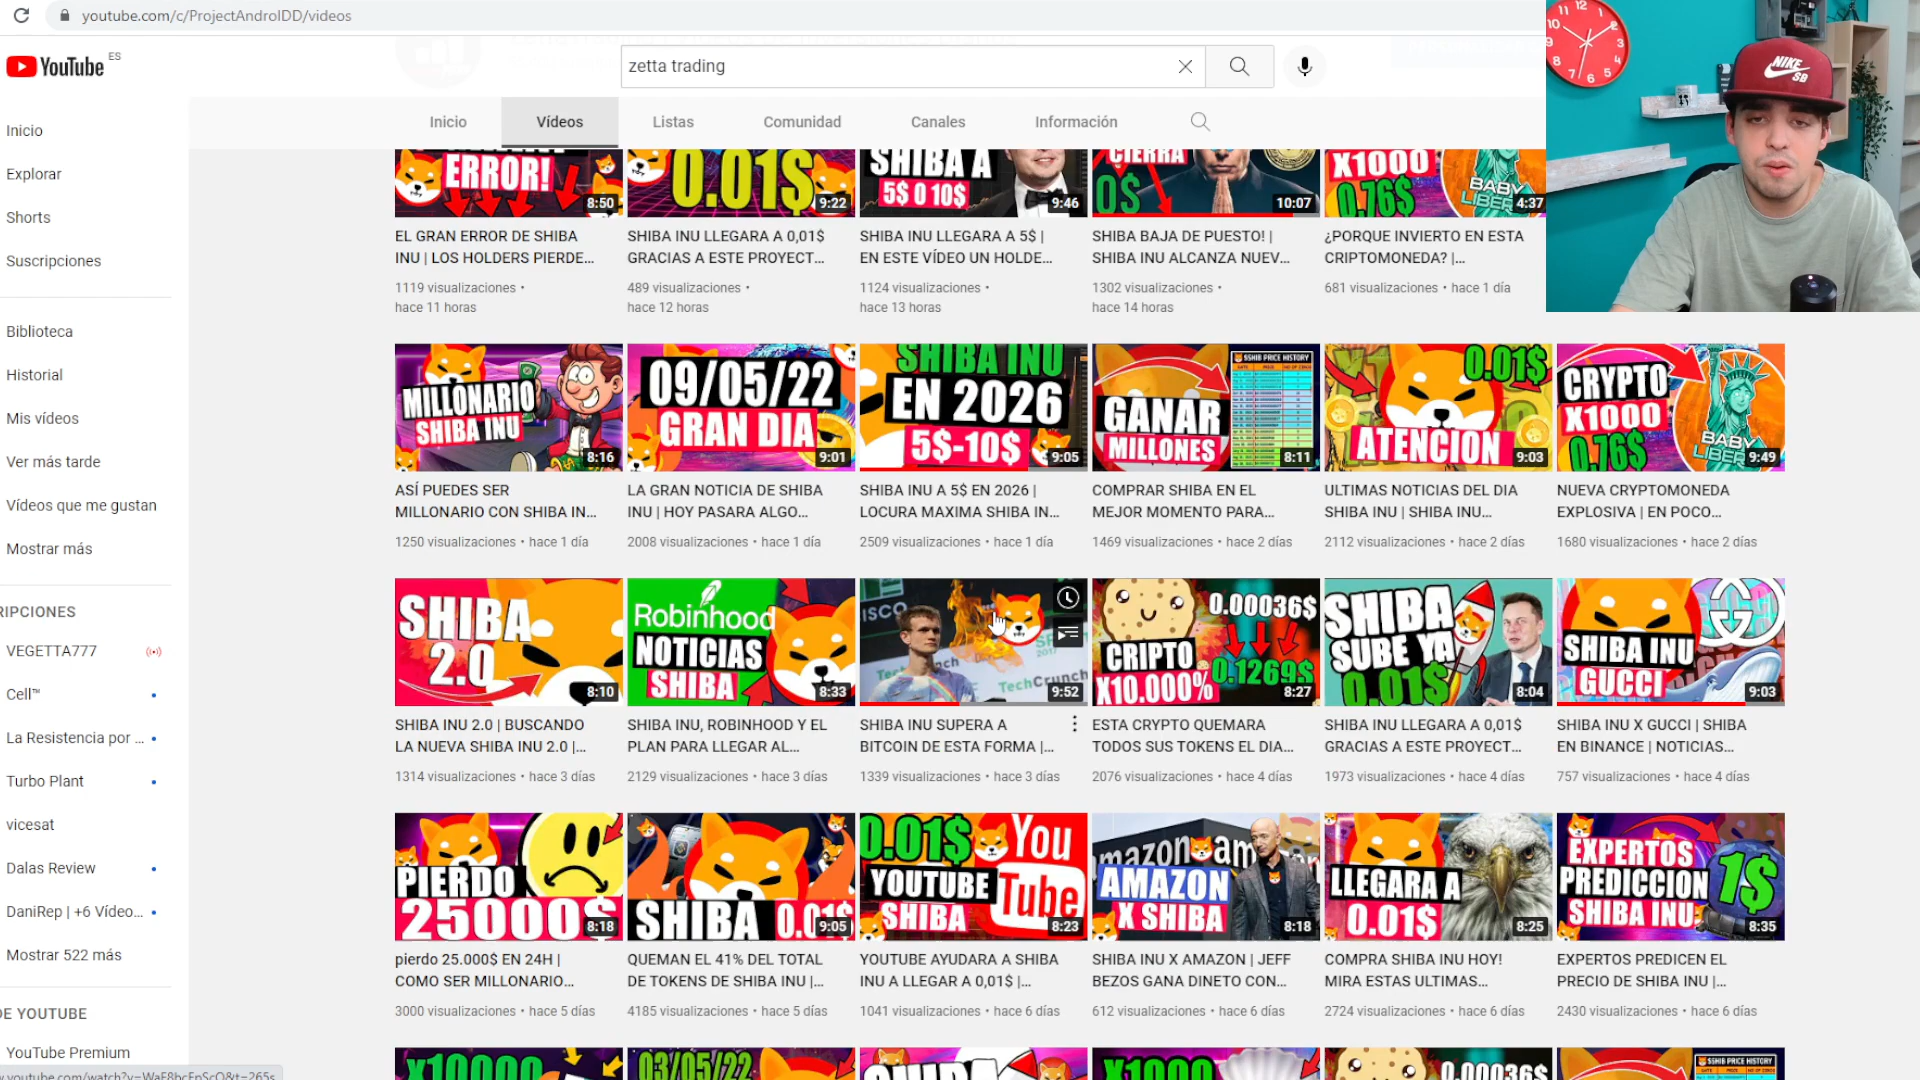 youtube.com/c/ProjectAndroIDD/videos
YouTube ES
zetta trading
Inicio
Vídeos
Listas
Comunidad
Canales
Información
Inicio
Explorar
Shorts
Suscripciones
Biblioteca
Historial
Mis vídeos
Ver más tarde
Vídeos que me gustan
Mostrar más
RIPCIONES
VEGETTA777
Cell™
La Resistencia por ...
Turbo Plant
vicesat
Dalas Review
DaniRep | +6 Vídeo...
Mostrar 522 más
DE YOUTUBE
YouTube Premium
ERROR!
8:50
0.01$
9:22
SHIBA A
5$ O 10$
9:46
CIERRA
0$
10:07
X1000
0.76$
BABY
LIBER
4:37
EL GRAN ERROR DE SHIBA
INU | LOS HOLDERS PIERDE...
1119 visualizaciones •
hace 11 horas
SHIBA INU LLEGARA A 0,01$
GRACIAS A ESTE PROYECT...
489 visualizaciones •
hace 12 horas
SHIBA INU LLEGARA A 5$ |
EN ESTE VÍDEO UN HOLDE...
1124 visualizaciones •
hace 13 horas
SHIBA BAJA DE PUESTO! |
SHIBA INU ALCANZA NUEV...
1302 visualizaciones •
hace 14 horas
¿PORQUE INVIERTO EN ESTA
CRIPTOMONEDA? |...
681 visualizaciones • hace 1 día
MILLONARIO
SHIBA INU
8:16
09/05/22
GRAN DIA
9:01
SHIBA INU
EN 2026
5$-10$
9:05
GANAR
MILLONES
$SHIB PRICE HISTORY
8:11
0.01$
ATENCION
9:03
CRYPTO
X1000
0.76$
BABY
LIBER
9:49
ASÍ PUEDES SER
MILLONARIO CON SHIBA IN...
1250 visualizaciones • hace 1 día
LA GRAN NOTICIA DE SHIBA
INU | HOY PASARA ALGO...
2008 visualizaciones • hace 1 día
SHIBA INU A 5$ EN 2026 |
LOCURA MAXIMA SHIBA IN...
2509 visualizaciones • hace 1 día
COMPRAR SHIBA EN EL
MEJOR MOMENTO PARA...
1469 visualizaciones • hace 2 días
ULTIMAS NOTICIAS DEL DIA
SHIBA INU | SHIBA INU...
2112 visualizaciones • hace 2 días
NUEVA CRYPTOMONEDA
EXPLOSIVA | EN POCO...
1680 visualizaciones • hace 2 días
SHIBA
2.0
8:10
Robinhood
NOTICIAS
SHIBA
8:33
ISCO
TechCrunch
9:52
CRIPTO
X10.000%
0.00036$
0.1269$
8:27
SHIBA
SUBE YA
0.01$
8:04
SHIBA INU
GUCCI
9:03
SHIBA INU 2.0 | BUSCANDO
LA NUEVA SHIBA INU 2.0 |...
1314 visualizaciones • hace 3 días
SHIBA INU, ROBINHOOD Y EL
PLAN PARA LLEGAR AL...
2129 visualizaciones • hace 3 días
SHIBA INU SUPERA A
BITCOIN DE ESTA FORMA |...
1339 visualizaciones • hace 3 días
ESTA CRYPTO QUEMARA
TODOS SUS TOKENS EL DIA...
2076 visualizaciones • hace 4 días
SHIBA INU LLEGARA A 0,01$
GRACIAS A ESTE PROYECT...
1973 visualizaciones • hace 4 días
SHIBA INU X GUCCI | SHIBA
EN BINANCE | NOTICIAS...
757 visualizaciones • hace 4 días
PIERDO
25000$
8:18
SHIBA 0.01$
9:05
0.01$
YouTube
YOUTUBE
SHIBA
8:23
mazon am
AMAZON
X SHIBA
8:18
LLEGARA A
0.01$
8:25
EXPERTOS
PREDICCION
SHIBA INU
1$
8:35
pierdo 25.000$ EN 24H |
COMO SER MILLONARIO...
3000 visualizaciones • hace 5 días
QUEMAN EL 41% DEL TOTAL
DE TOKENS DE SHIBA INU |...
4185 visualizaciones • hace 5 días
YOUTUBE AYUDARA A SHIBA
INU A LLEGAR A 0,01$ |...
1041 visualizaciones • hace 6 días
SHIBA INU X AMAZON | JEFF
BEZOS GANA DINETO CON...
612 visualizaciones • hace 6 días
COMPRA SHIBA INU HOY!
MIRA ESTAS ULTIMAS...
2724 visualizaciones • hace 6 días
EXPERTOS PREDICEN EL
PRECIO DE SHIBA INU |...
2430 visualizaciones • hace 6 días
X10000
03/05/22
SHIBA
X1000
0.00036$
$SHIB PRICE HISTORY
NIKE
SB